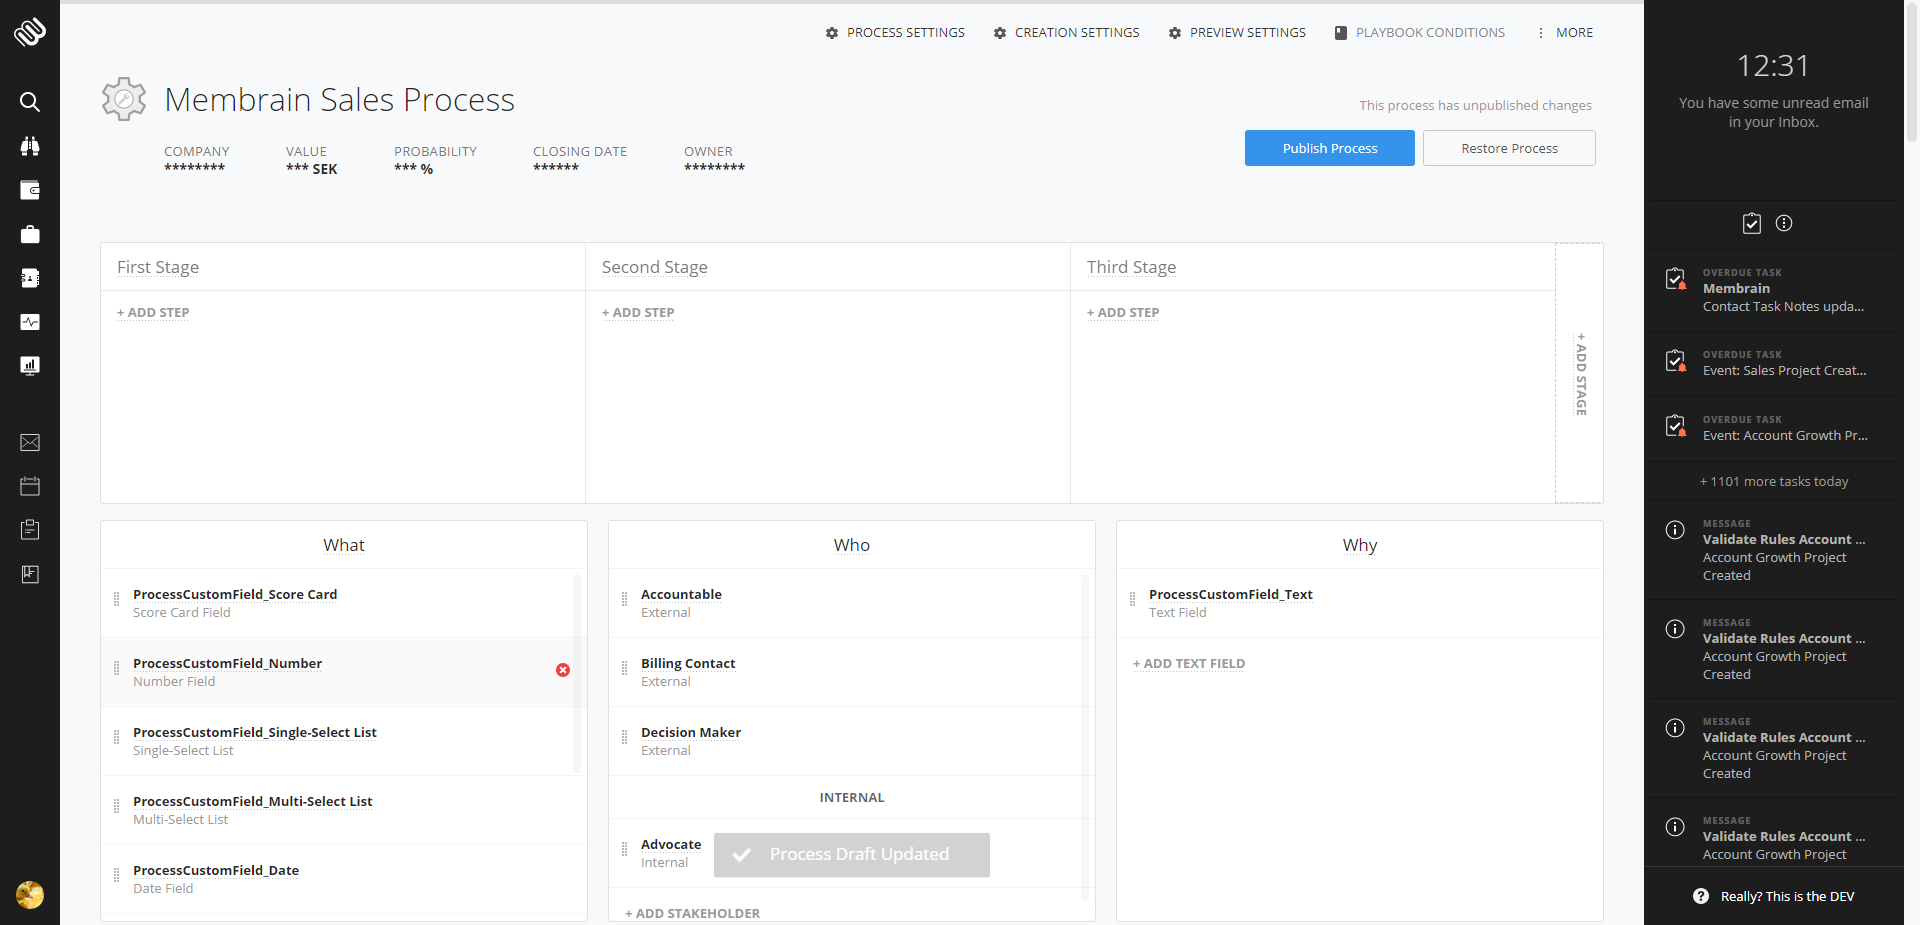 PROCESS SETTINGS
CREATION SETTINGS
PREVIEW SETTINGS
PLAYBOOK CONDITIONS
MORE
Membrain Sales Process
This process has unpublished changes
COMPANY
********
VALUE
*** SEK
PROBABILITY
*** %
CLOSING DATE
******
OWNER
********
Publish Process
Restore Process
First Stage
+ ADD STEP
Second Stage
+ ADD STEP
Third Stage
+ ADD STEP
+ ADD STAGE
What
ProcessCustomField_Score Card
Score Card Field
ProcessCustomField_Number
Number Field
ProcessCustomField_Single-Select List
Single-Select List
ProcessCustomField_Multi-Select List
Multi-Select List
ProcessCustomField_Date
Date Field
Who
Accountable
External
Billing Contact
External
Decision Maker
External
INTERNAL
Advocate
Internal
+ ADD STAKEHOLDER
Process Draft Updated
Why
ProcessCustomField_Text
Text Field
+ ADD TEXT FIELD
12:31
You have some unread email
in your Inbox.
OVERDUE TASK
Membrain
Contact Task Notes upda...
OVERDUE TASK
Event: Sales Project Creat...
OVERDUE TASK
Event: Account Growth Pr...
+ 1101 more tasks today
MESSAGE
Validate Rules Account ...
Account Growth Project
Created
MESSAGE
Validate Rules Account ...
Account Growth Project
Created
MESSAGE
Validate Rules Account ...
Account Growth Project
Created
MESSAGE
Validate Rules Account ...
Account Growth Project
Really? This is the DEV